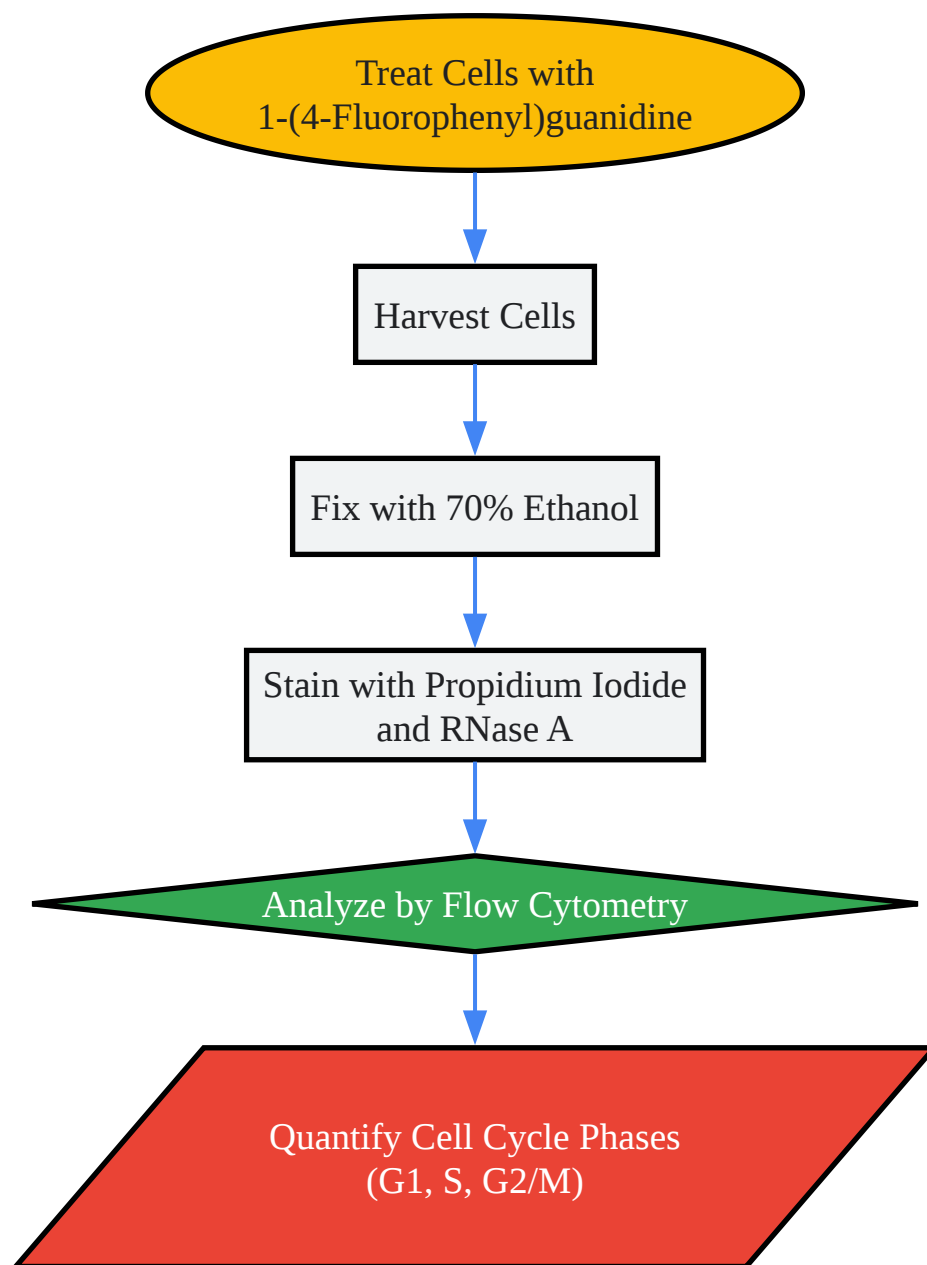 Treat Cells with
1-(4-Fluorophenyl)guanidine
Harvest Cells
Fix with 70% Ethanol
Stain with Propidium Iodide
and RNase A
Analyze by Flow Cytometry
Quantify Cell Cycle Phases
(G1, S, G2/M)